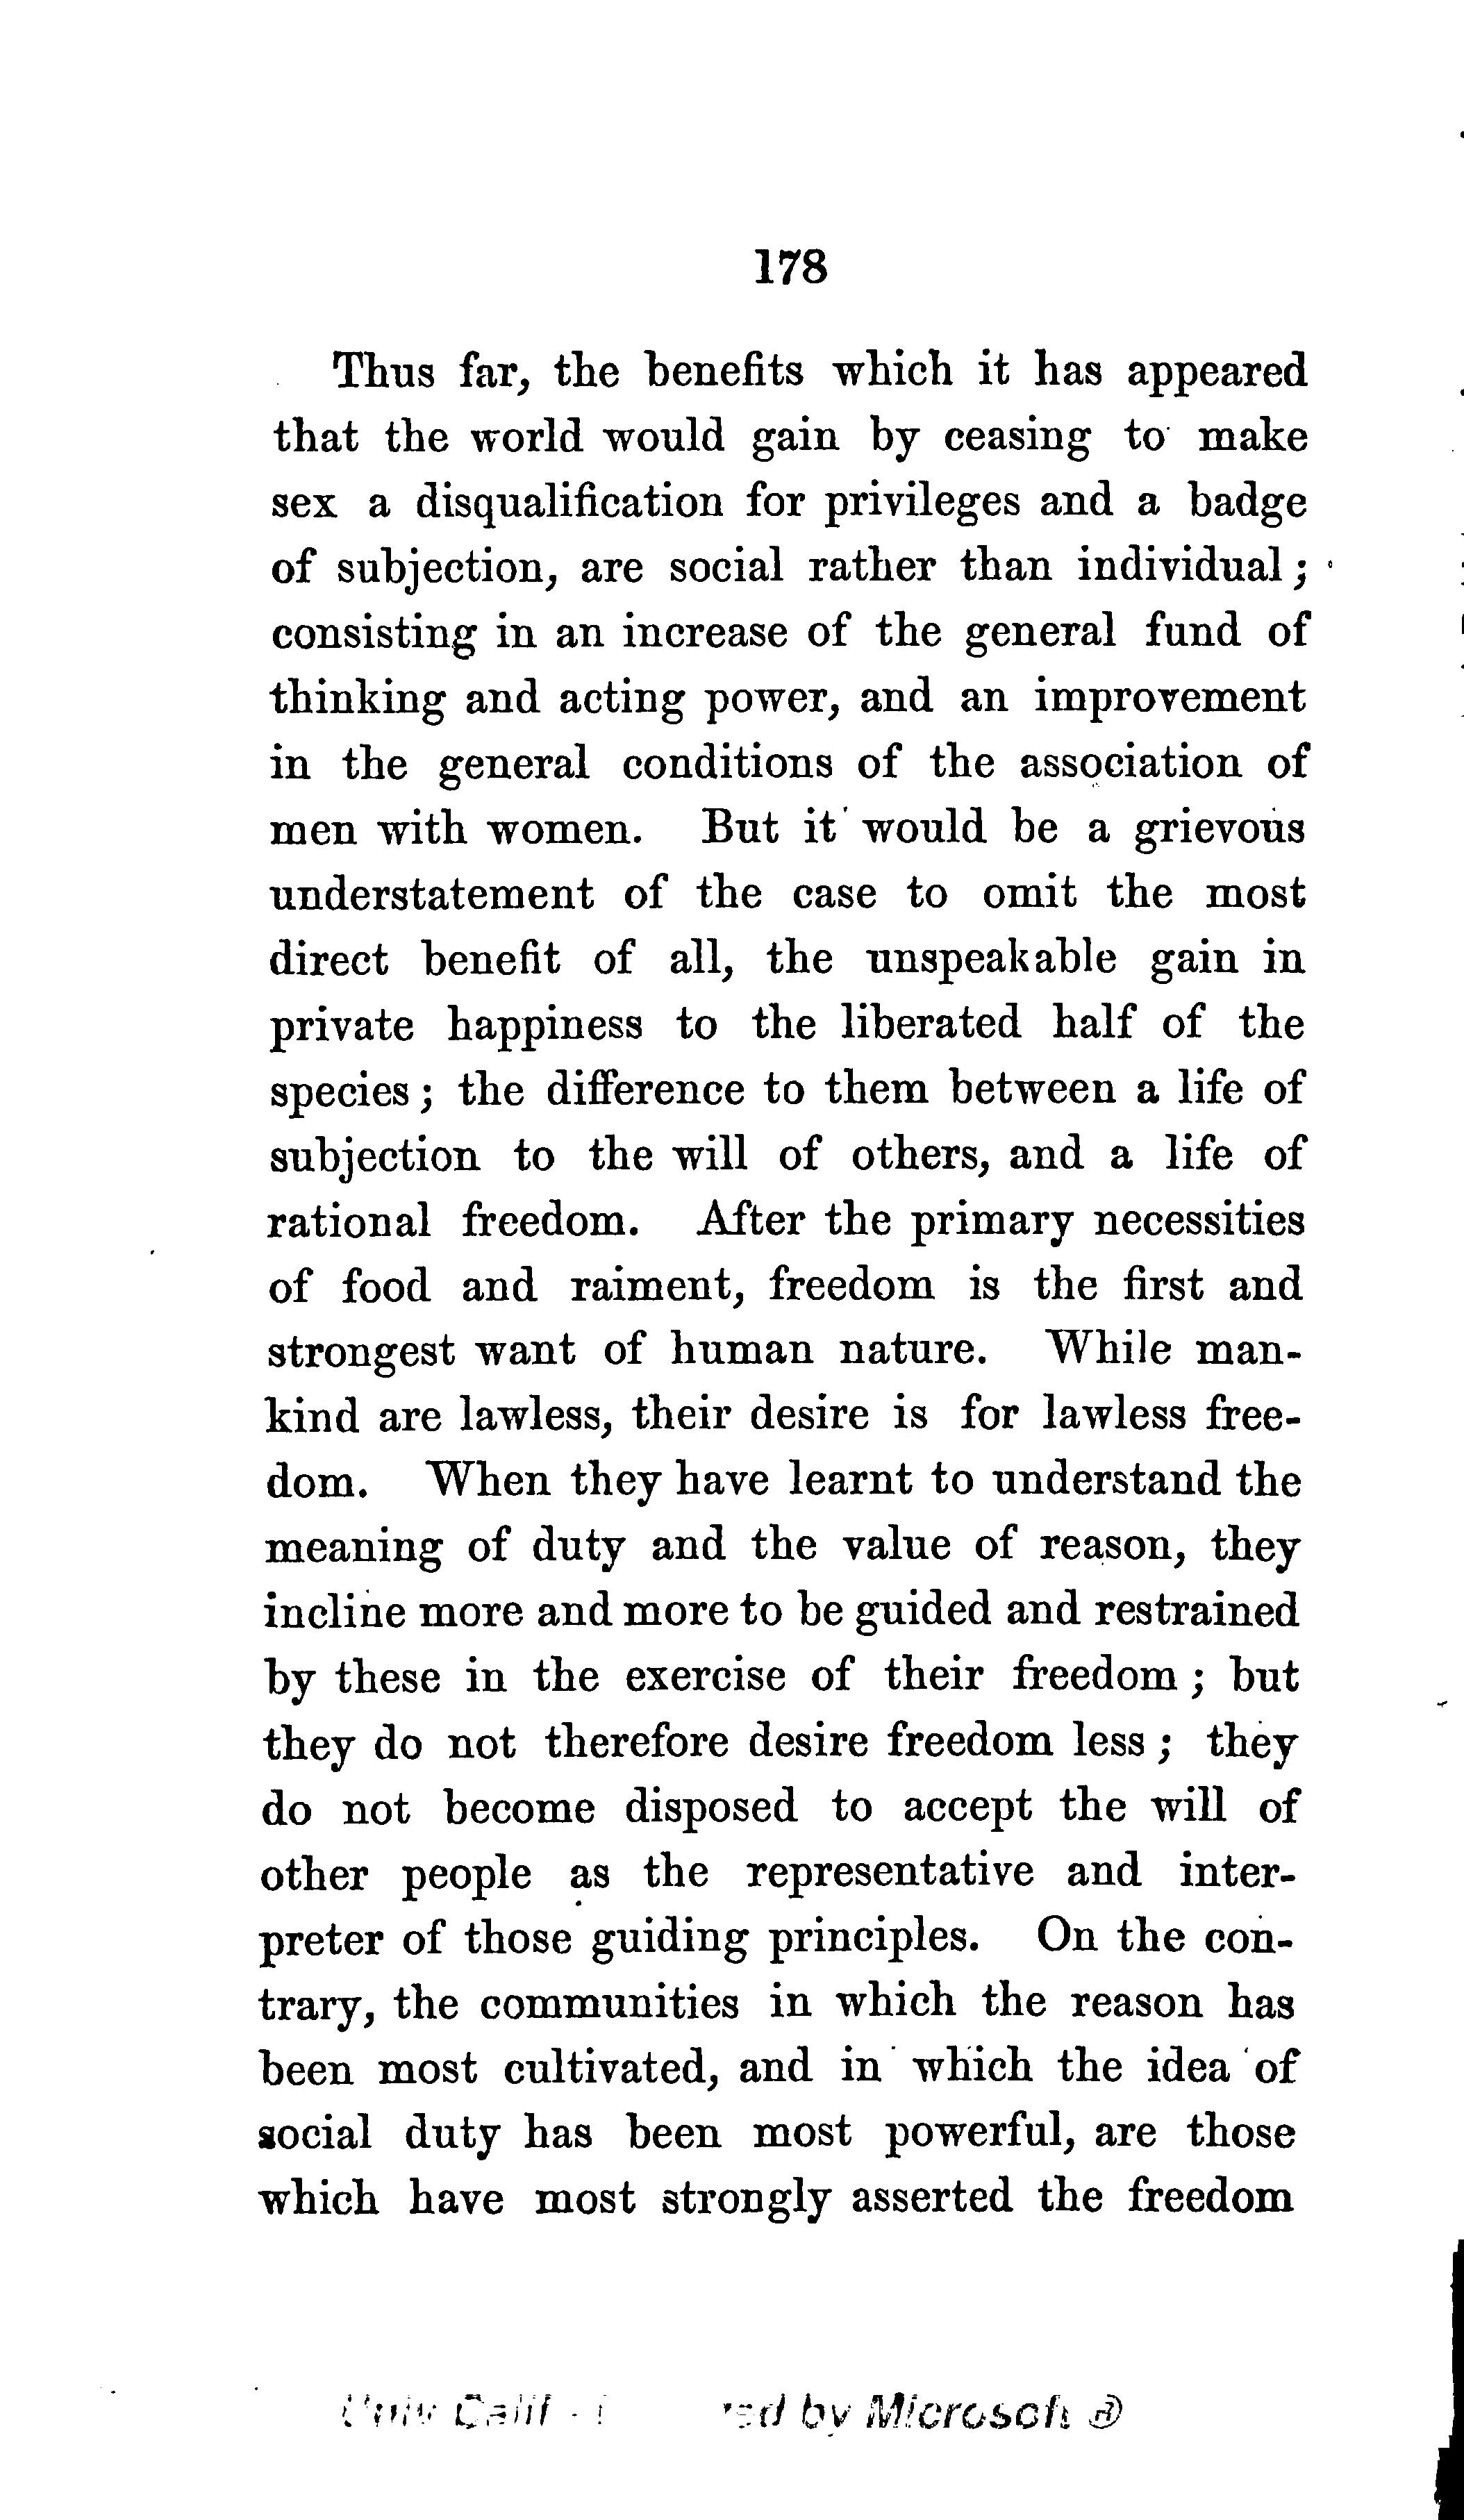 178
Thus far, the benefits which it has appeared
that the world would gain by ceasing to make
sex a disqualification for privileges and a badge
of subjection, are social rather than individual;
consisting in an increase of the general fund of
thinking and acting power, and an improvement
in the general conditions of the association of
men with women. But it would be a grievous
understatement of the case to omit the most
direct benefit of all, the unspeakable gain in
private happiness to the liberated half of the
species; the difference to them between a life of
subjection to the will of others, and a life of
rational freedom. After the primary necessities
of food and raiment, freedom is the first and
strongest want of human nature. While man-
kind are lawless, their desire is for lawless free-
dom. When they have learnt to understand the
meaning of duty and the value of reason, they
incline more and more to be guided and restrained
by these in the exercise of their freedom; but
they do not therefore desire freedom less; they
do not become disposed to accept the will of
other people as the representative and inter-
preter of those guiding principles. On the con-
trary, the communities in which the reason has
been most cultivated, and in which the idea of
social duty has been most powerful, are those
which have most strongly asserted the freedom
Univ Calif - by Microsoft ®